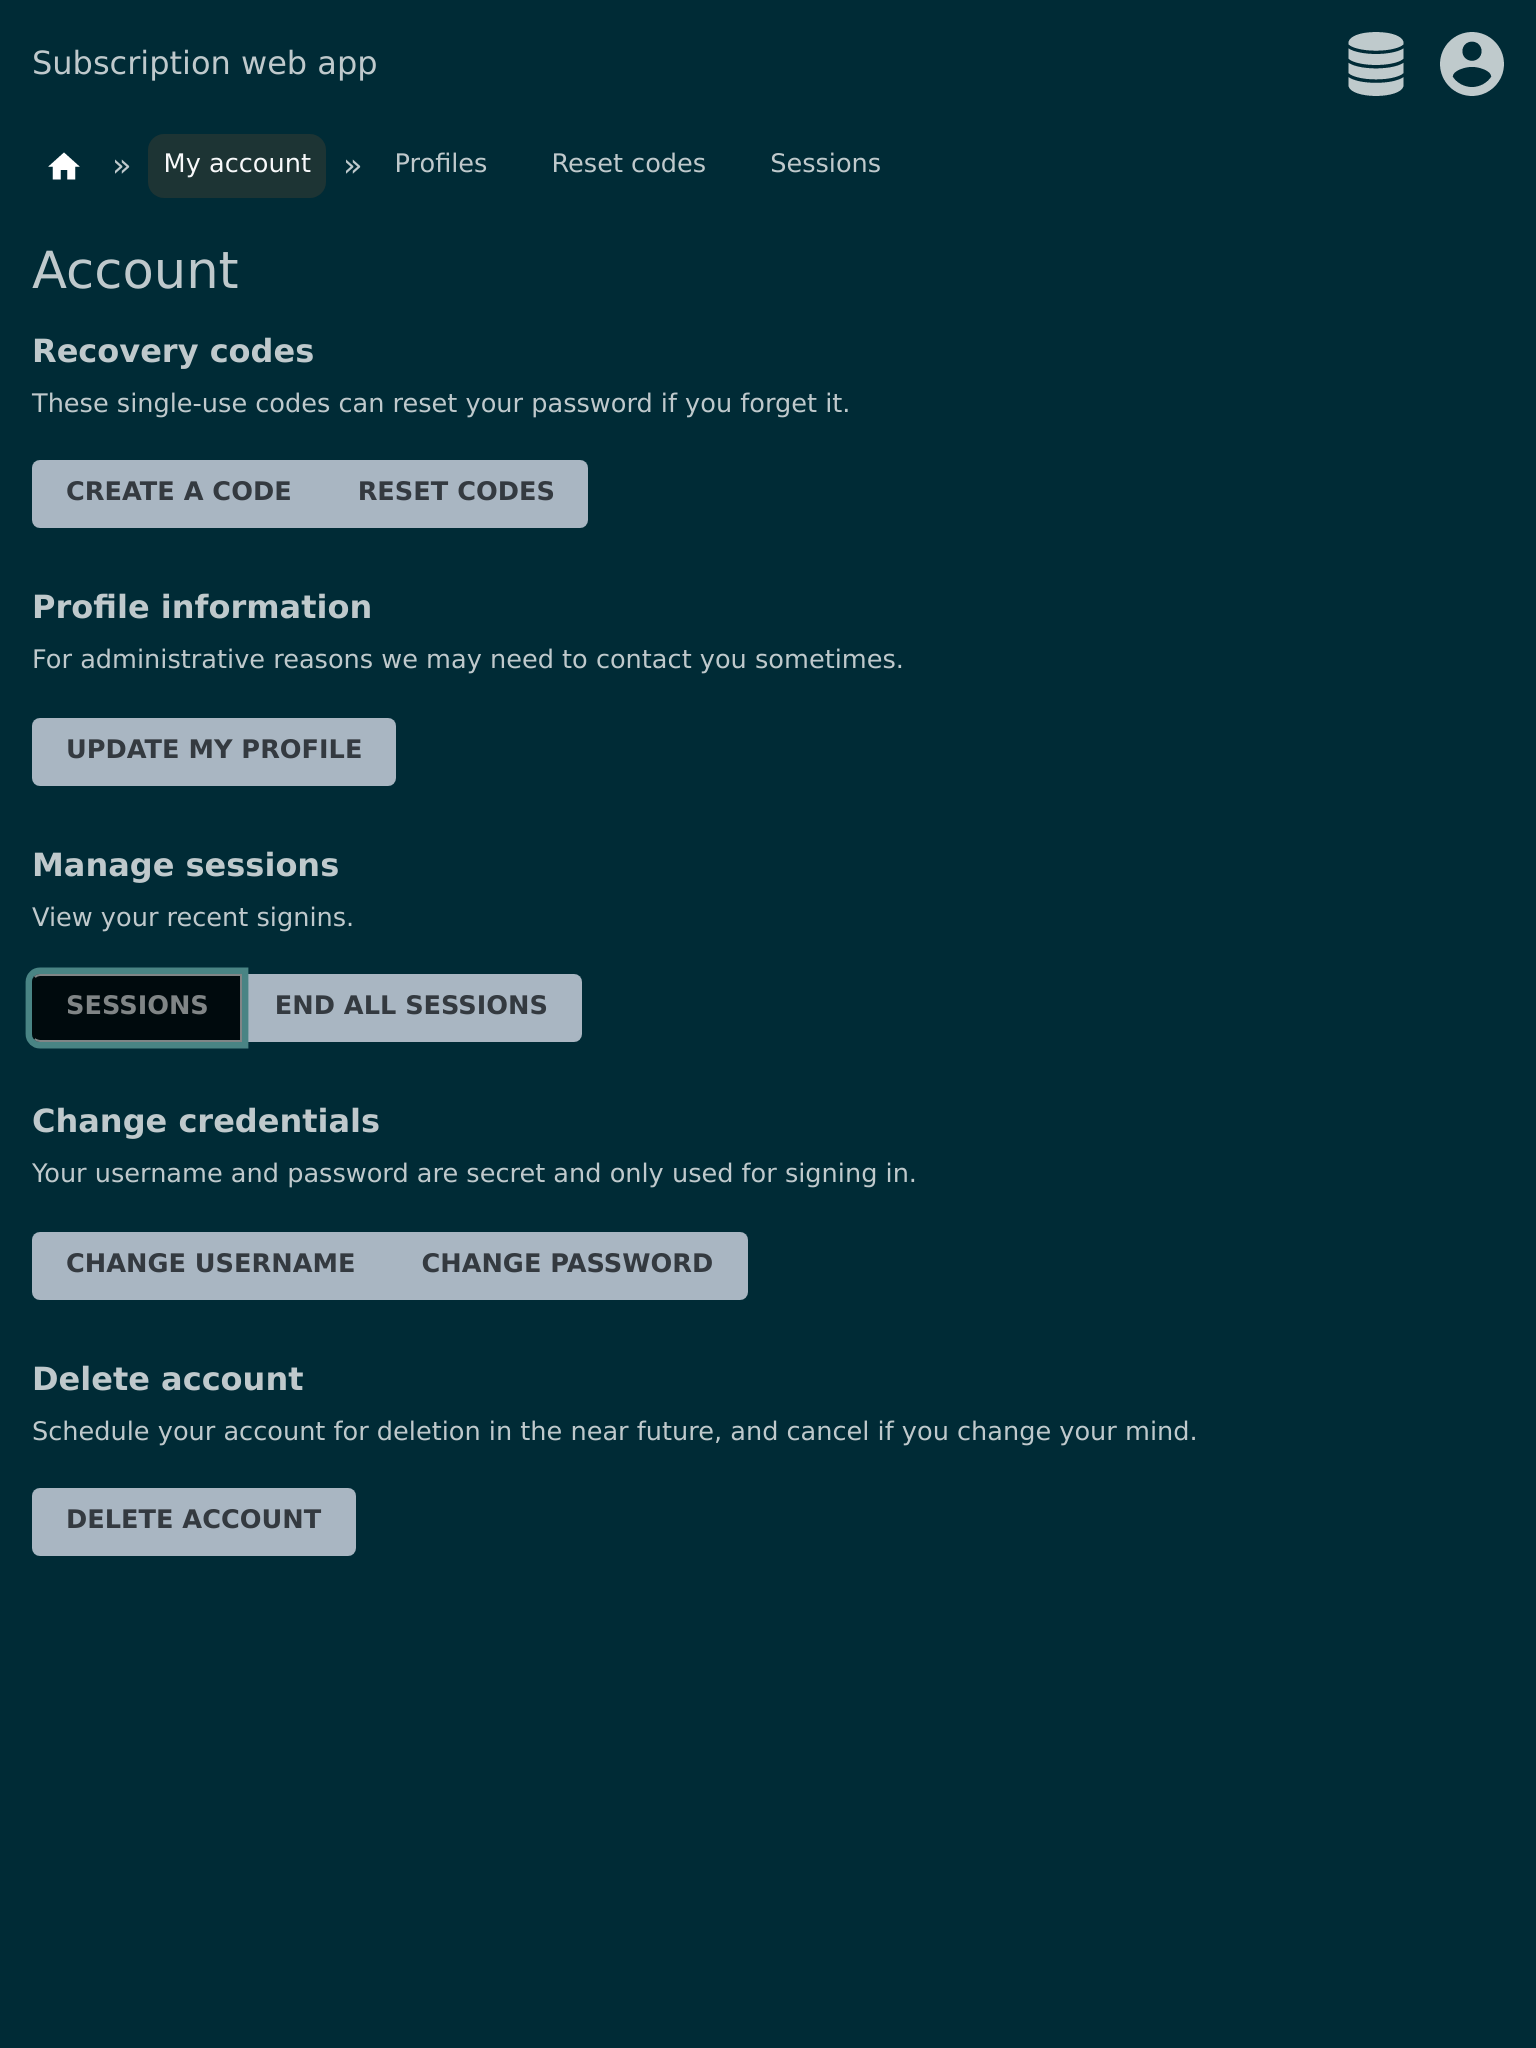 Subscription web app
» My account » Profiles Reset codes Sessions
Account
Recovery codes
These single-use codes can reset your password if you forget it.
CREATE A CODE RESET CODES
Profile information
For administrative reasons we may need to contact you sometimes.
UPDATE MY PROFILE
Manage sessions
View your recent signins.
SESSIONS END ALL SESSIONS
Change credentials
Your username and password are secret and only used for signing in.
CHANGE USERNAME CHANGE PASSWORD
Delete account
Schedule your account for deletion in the near future, and cancel if you change your mind.
DELETE ACCOUNT